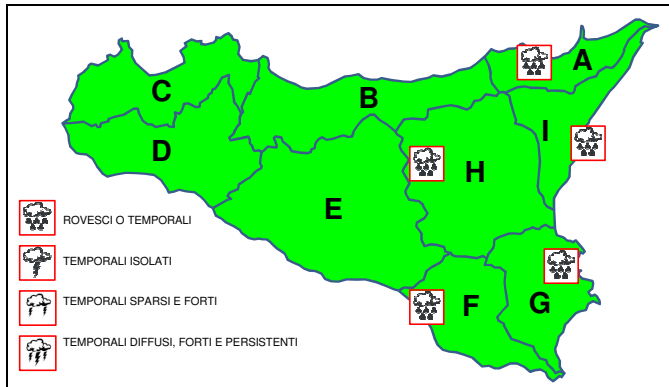 A
C
B
I
D
H
E
ROVESCI O TEMPORALI
TEMPORALI ISOLATI
TEMPORALI SPARSI E FORTI
F
G
TEMPORALI DIFFUSI, FORTI E PERSISTENTI